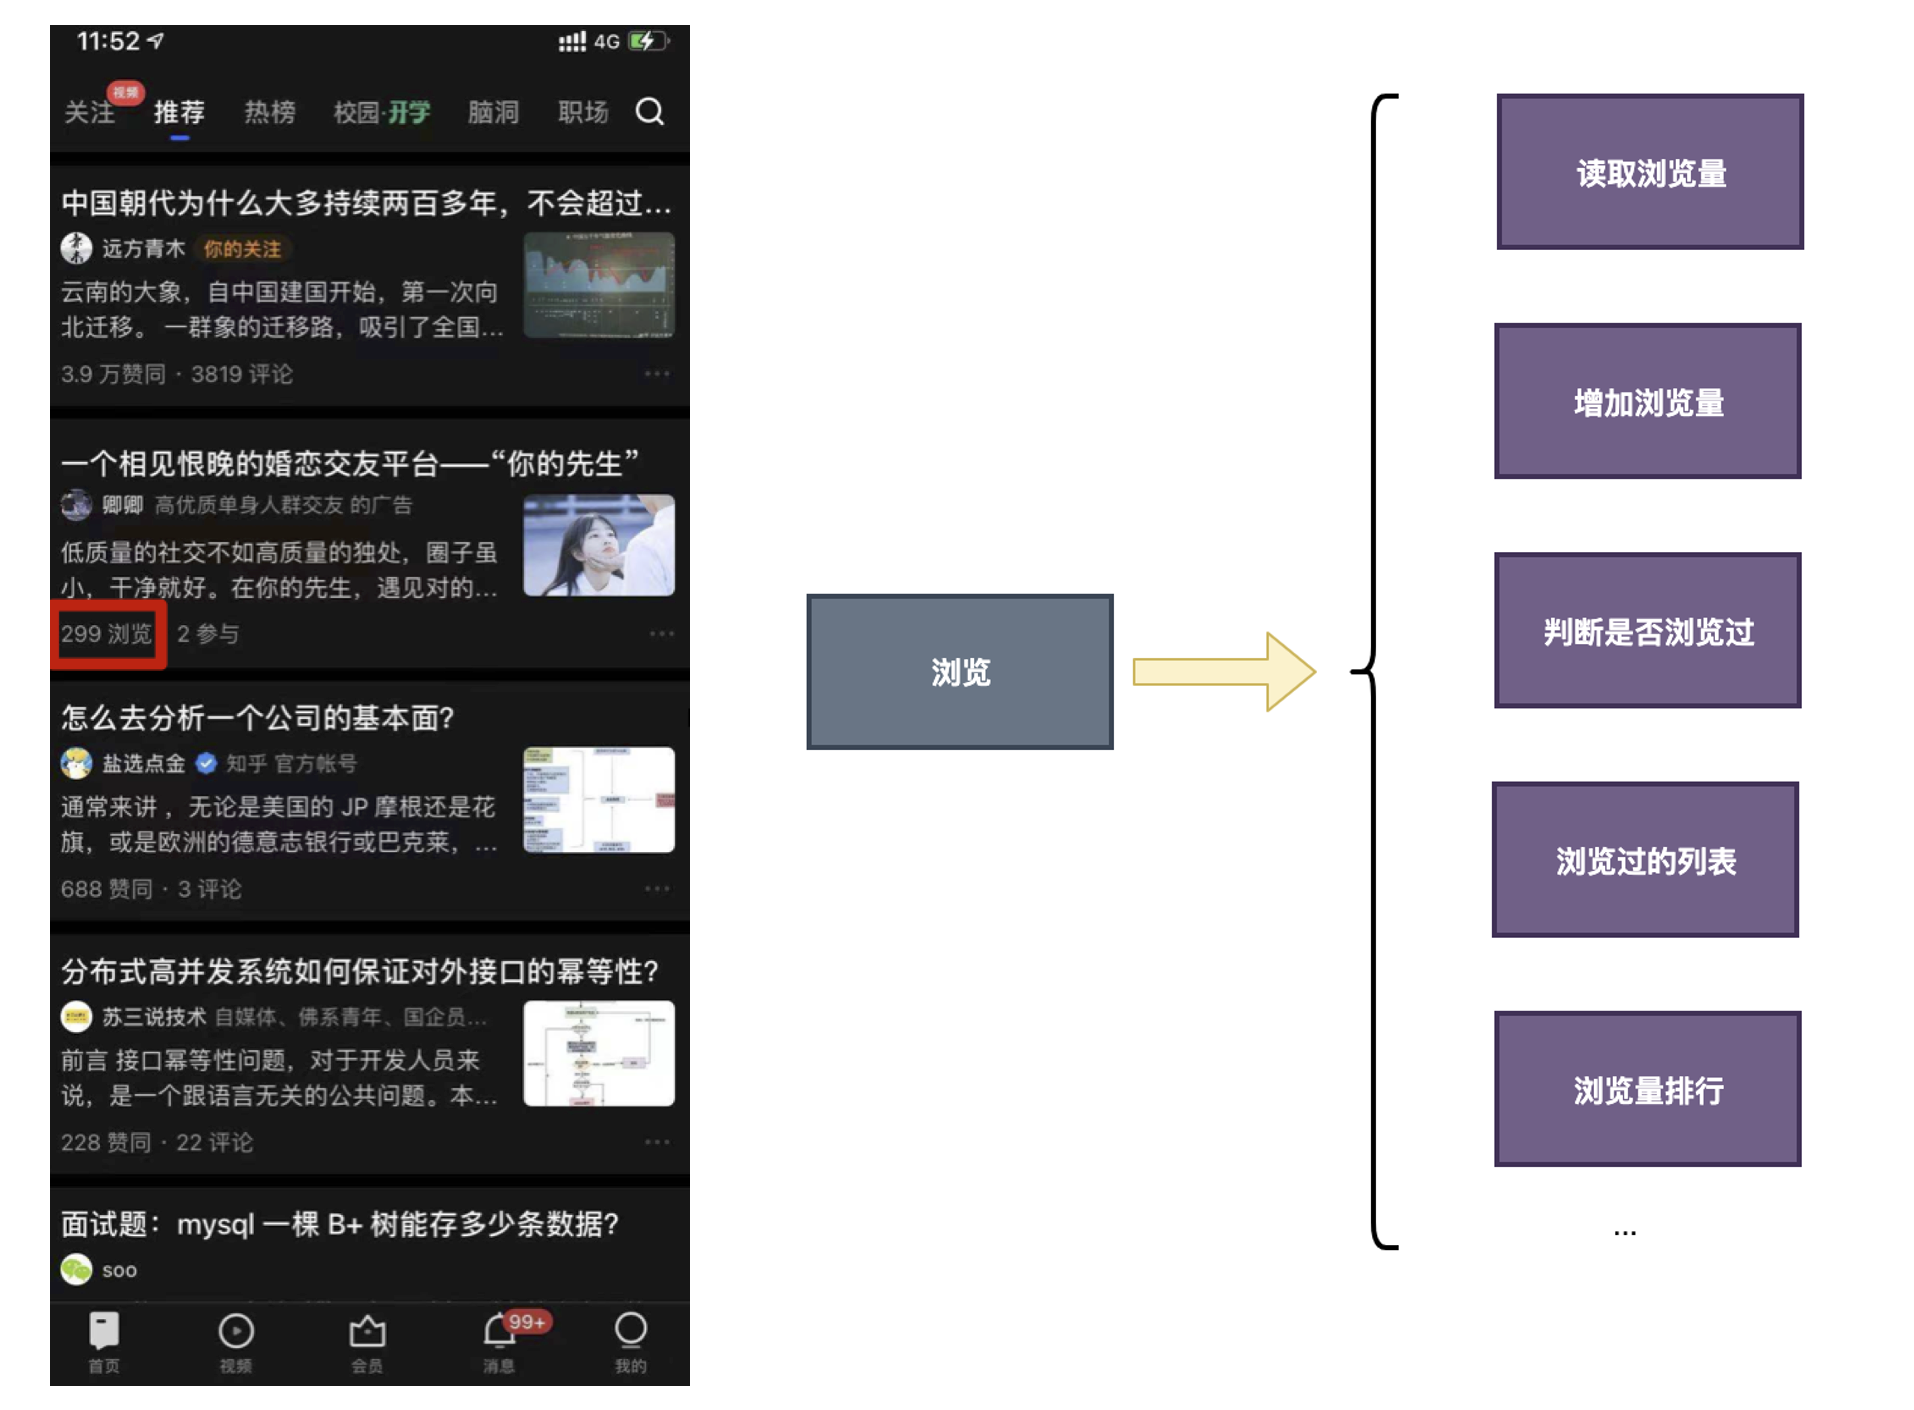 11:52
4G
关注
视频
推荐
热榜
校园·开学
脑洞
职场
中国朝代为什么大多持续两百多年，不会超过...
远方青木 你的关注
云南的大象，自中国建国开始，第一次向
北迁移。 一群象的迁移路，吸引了全国...
3.9 万赞同 · 3819 评论
一个相见恨晚的婚恋交友平台——“你的先生”
卿卿 高优质单身人群交友 的广告
低质量的社交不如高质量的独处，圈子虽
小，干净就好。在你的先生，遇见对的...
299 浏览 2 参与
怎么去分析一个公司的基本面?
盐选点金 知乎 官方帐号
通常来讲 ，无论是美国的 JP 摩根还是花
旗，或是欧洲的德意志银行或巴克莱，...
688 赞同 · 3 评论
分布式高并发系统如何保证对外接口的幂等性?
苏三说技术 自媒体、佛系青年、国企员...
前言 接口幂等性问题，对于开发人员来
说，是一个跟语言无关的公共问题。本...
228 赞同 · 22 评论
面试题：mysql 一棵 B+ 树能存多少条数据?
soo
99+
首页
视频
会员
消息
我的
浏览
读取浏览量
增加浏览量
判断是否浏览过
浏览过的列表
浏览量排行
...